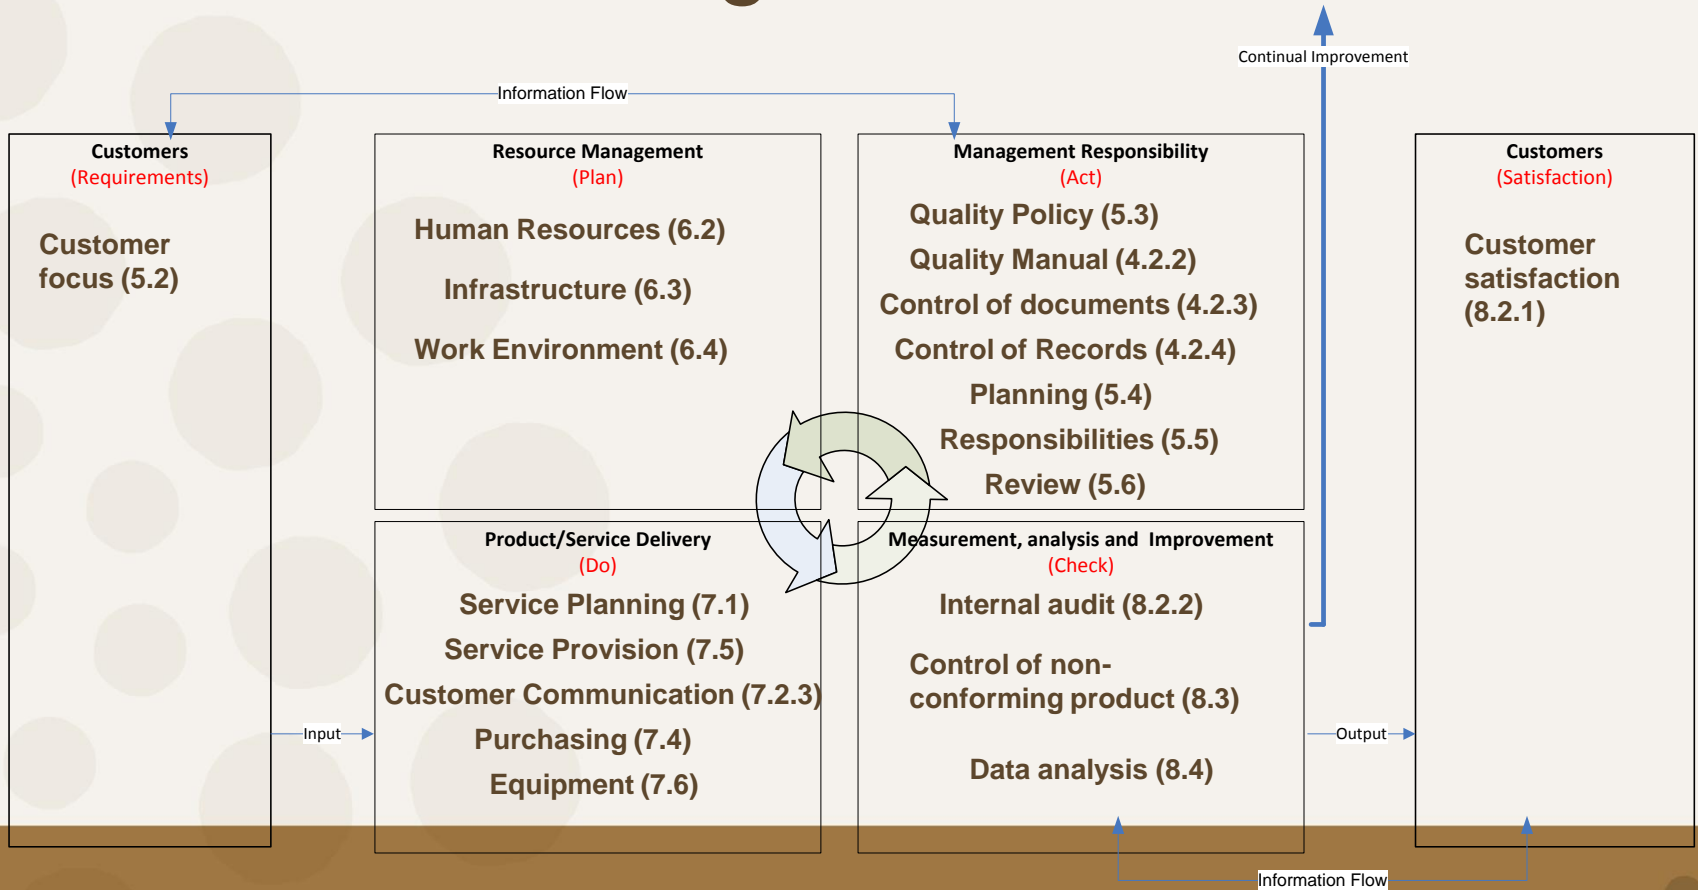 Continual Improvement
Information Flow
Customers
(Requirements)
Customer
focus (5.2)
Resource Management
(Plan)
Human Resources (6.2)
Infrastructure (6.3)
Work Environment (6.4)
Management Responsibility
(Act)
Quality Policy (5.3)
Quality Manual (4.2.2)
Control of documents (4.2.3)
Control of Records (4.2.4)
Planning (5.4)
Responsibilities (5.5)
Review (5.6)
Customers
(Satisfaction)
Customer
satisfaction
(8.2.1)
Product/Service Delivery
(Do)
Service Planning (7.1)
Service Provision (7.5)
Customer Communication (7.2.3)
Purchasing (7.4)
Equipment (7.6)
Measurement, analysis and Improvement
(Check)
Internal audit (8.2.2)
Control of non-
conforming product (8.3)
Data analysis (8.4)
Input
Output
Information Flow